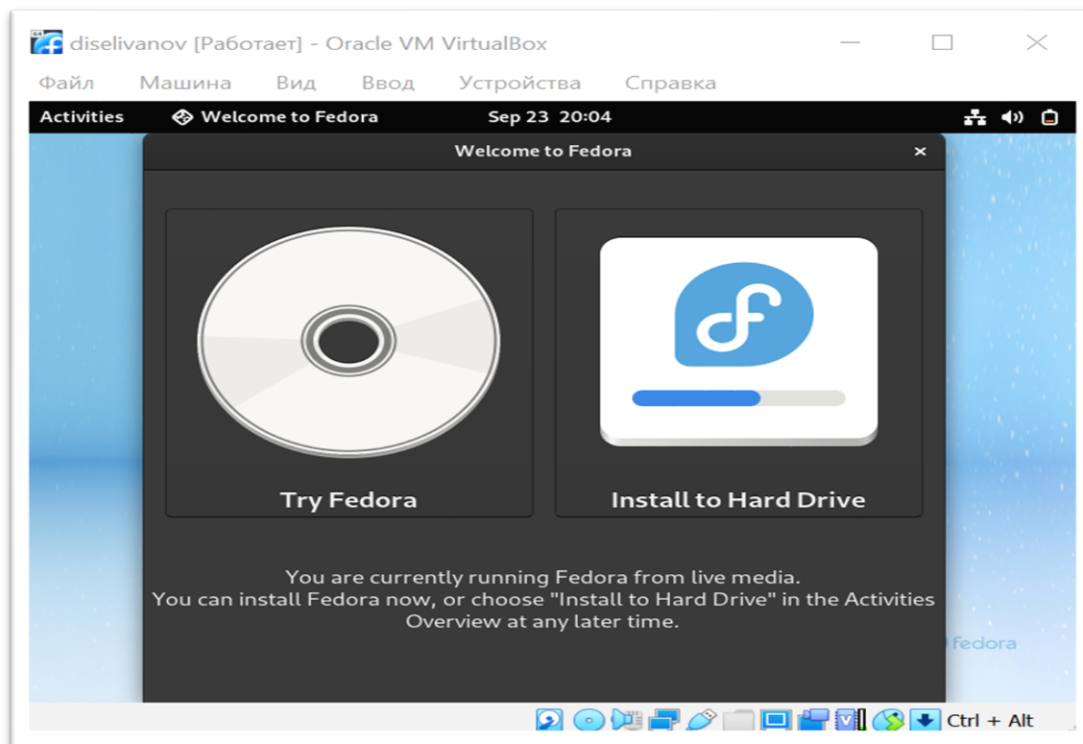 diselivanov [Работает] - Oracle VM VirtualBox
Файл Машина Вид Ввод Устройства Справка
Activities Welcome to Fedora Sep 23 20:04
Welcome to Fedora
Try Fedora
Install to Hard Drive
You are currently running Fedora from live media.
You can install Fedora now, or choose "Install to Hard Drive" in the Activities
Overview at any later time.
fedora
Ctrl + Alt